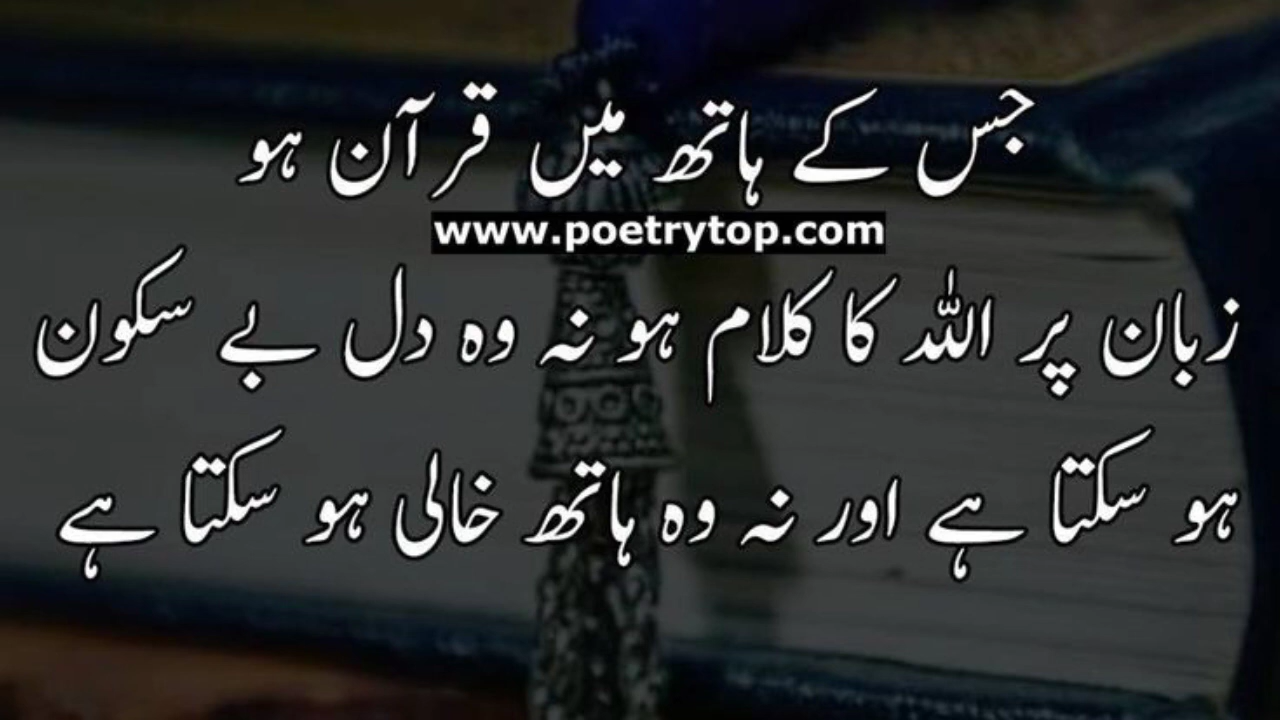 جس کے ہاتھ میں قرآن ہو
www.poetrytop.com
زبان پر اللہ کا کلام ہو نہ وہ دل بے سکون
ہو سکتا ہے اور نہ وہ ہاتھ خالی ہو سکتا ہے